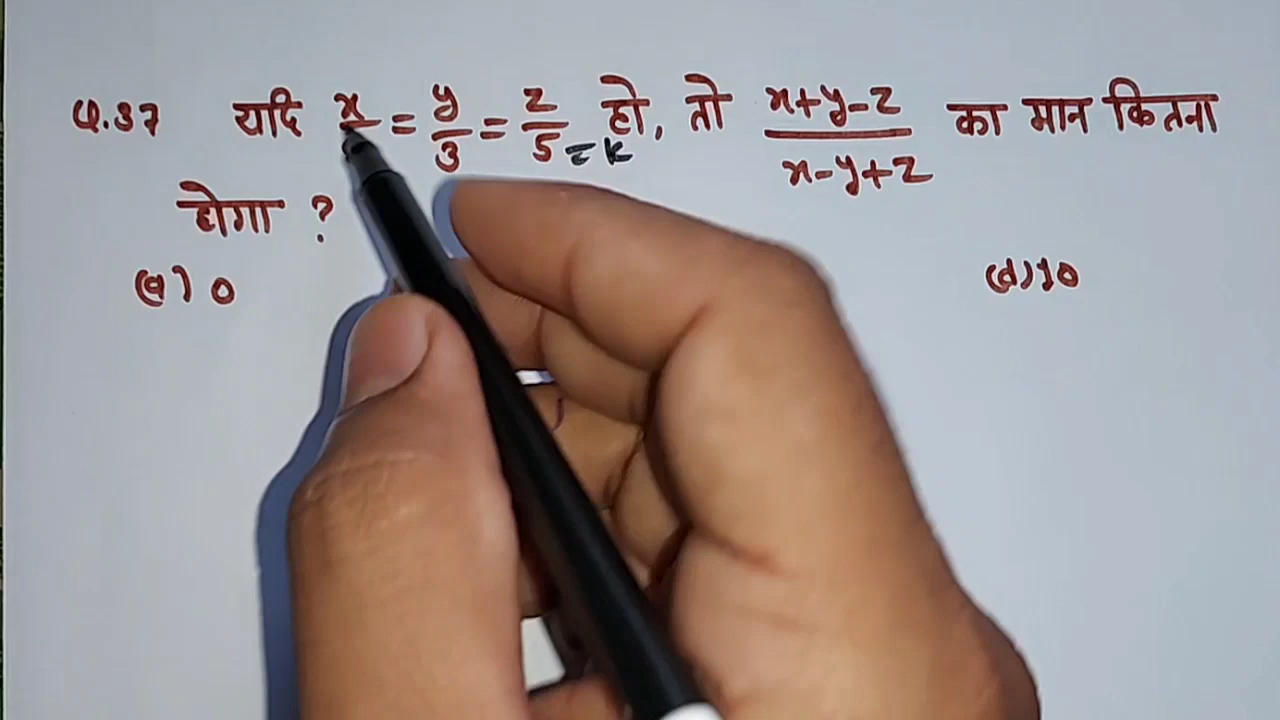 Q.37 यदि x/ = y/3 = z/5 = k हो, तो x+y-z/x-y+z का मान कितना
होगा ?
(a) 0 (d) 10